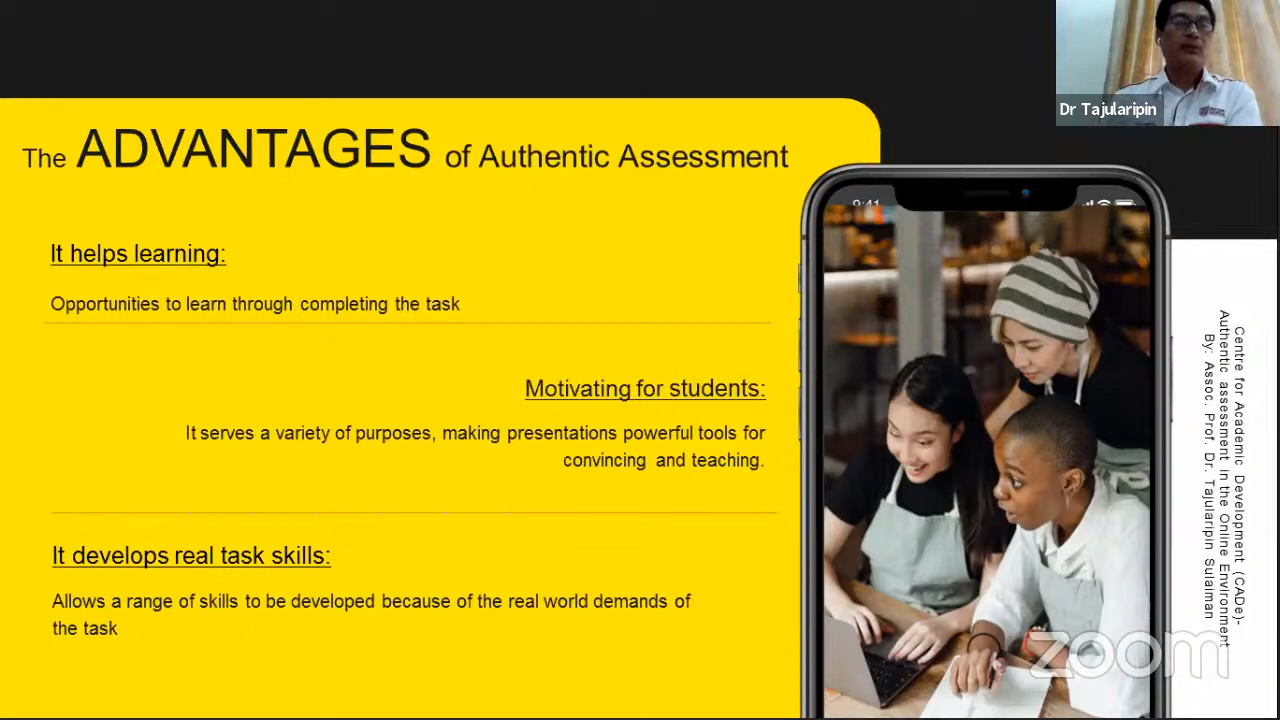 Dr Tajularipin
The ADVANTAGES of Authentic Assessment
9:41
It helps learning:
Opportunities to learn through completing the task
Motivating for students:
It serves a variety of purposes, making presentations powerful tools for
convincing and teaching.
It develops real task skills:
Allows a range of skills to be developed because of the real world demands of
the task
Centre for Academic Development (CADe)-
Authentic assessment in the Online Environment
By: Assoc. Prof. Dr. Tajularipin Sulaiman
zoom